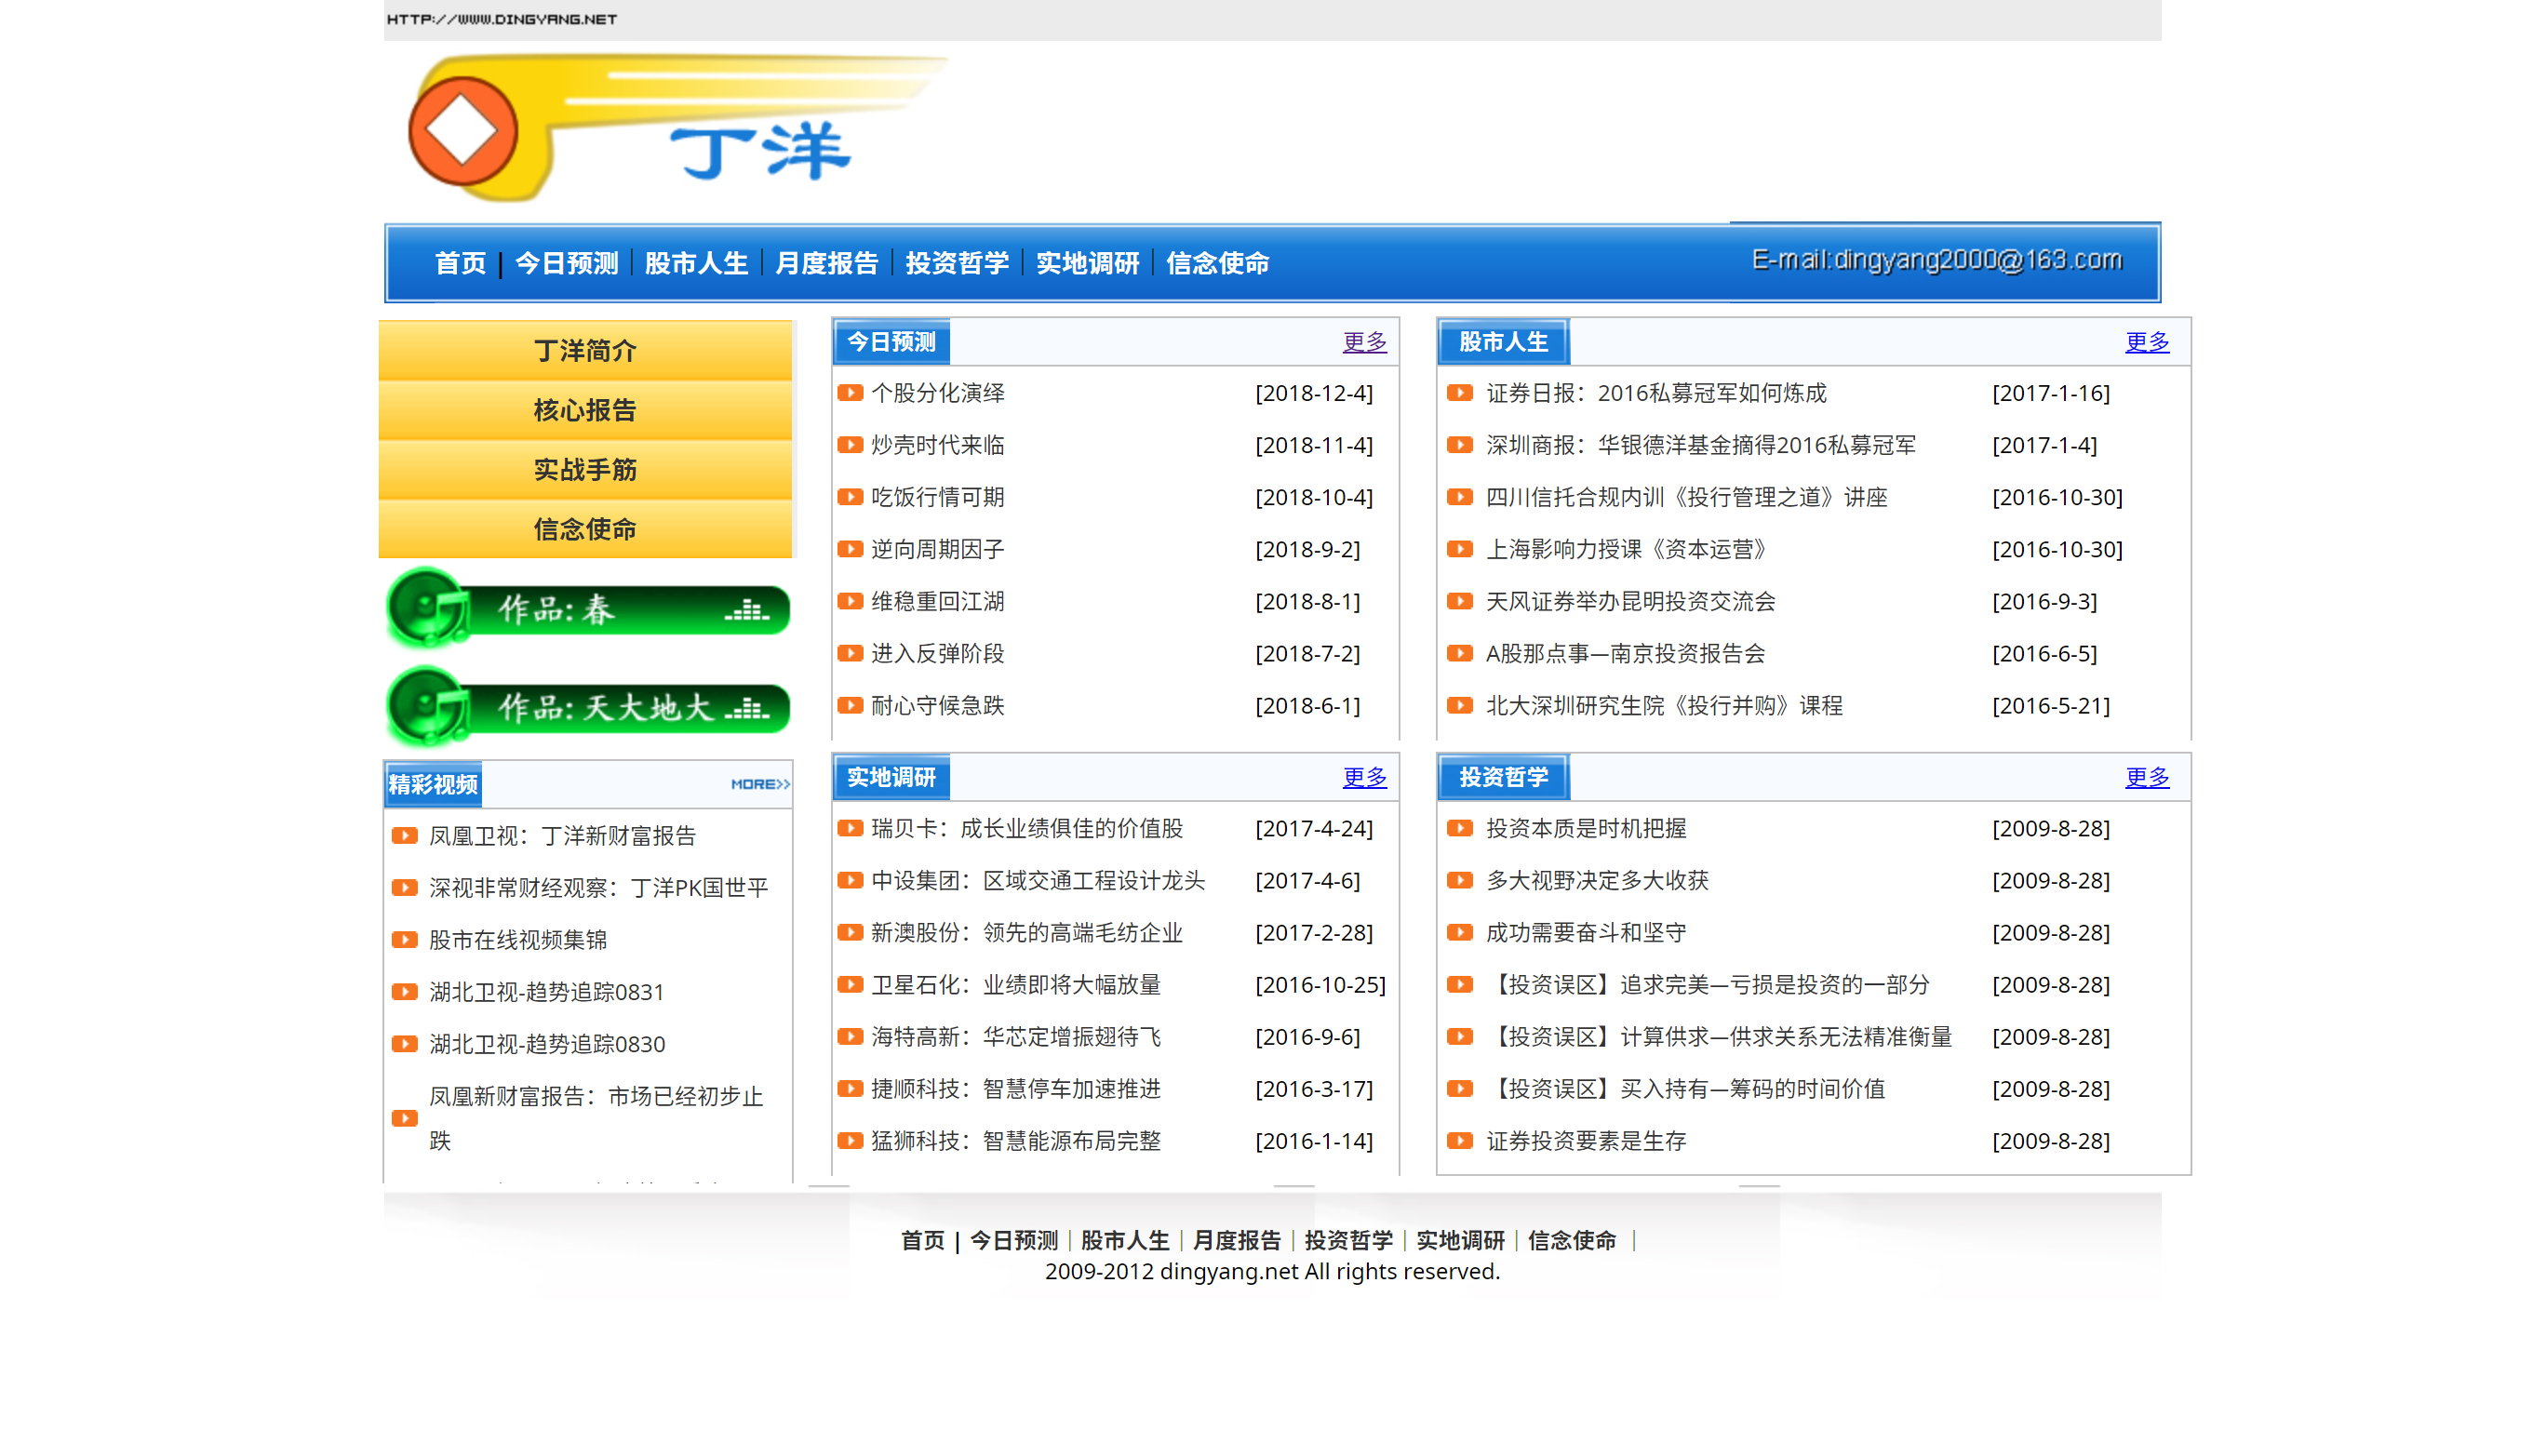 HTTP://WWW.DINGYANG.NET
丁洋
首页 | 今日预测 | 股市人生 | 月度报告 | 投资哲学 | 实地调研 | 信念使命
E-mail:dingyang2000@163.com
丁洋简介
核心报告
实战手筋
信念使命
作品:春
作品:天大地大
精彩视频 MORE>>
凤凰卫视：丁洋新财富报告
深视非常财经观察：丁洋PK国世平
股市在线视频集锦
湖北卫视-趋势追踪0831
湖北卫视-趋势追踪0830
凤凰新财富报告：市场已经初步止
跌
今日预测 更多
个股分化演绎 [2018-12-4]
炒壳时代来临 [2018-11-4]
吃饭行情可期 [2018-10-4]
逆向周期因子 [2018-9-2]
维稳重回江湖 [2018-8-1]
进入反弹阶段 [2018-7-2]
耐心守候急跌 [2018-6-1]
股市人生 更多
证券日报：2016私募冠军如何炼成 [2017-1-16]
深圳商报：华银德洋基金摘得2016私募冠军 [2017-1-4]
四川信托合规内训《投行管理之道》讲座 [2016-10-30]
上海影响力授课《资本运营》 [2016-10-30]
天风证券举办昆明投资交流会 [2016-9-3]
A股那点事—南京投资报告会 [2016-6-5]
北大深圳研究生院《投行并购》课程 [2016-5-21]
实地调研 更多
瑞贝卡：成长业绩俱佳的价值股 [2017-4-24]
中设集团：区域交通工程设计龙头 [2017-4-6]
新澳股份：领先的高端毛纺企业 [2017-2-28]
卫星石化：业绩即将大幅放量 [2016-10-25]
海特高新：华芯定增振翅待飞 [2016-9-6]
捷顺科技：智慧停车加速推进 [2016-3-17]
猛狮科技：智慧能源布局完整 [2016-1-14]
投资哲学 更多
投资本质是时机把握 [2009-8-28]
多大视野决定多大收获 [2009-8-28]
成功需要奋斗和坚守 [2009-8-28]
【投资误区】追求完美—亏损是投资的一部分 [2009-8-28]
【投资误区】计算供求—供求关系无法精准衡量 [2009-8-28]
【投资误区】买入持有—筹码的时间价值 [2009-8-28]
证券投资要素是生存 [2009-8-28]
首页 | 今日预测 | 股市人生 | 月度报告 | 投资哲学 | 实地调研 | 信念使命 |
2009-2012 dingyang.net All rights reserved.